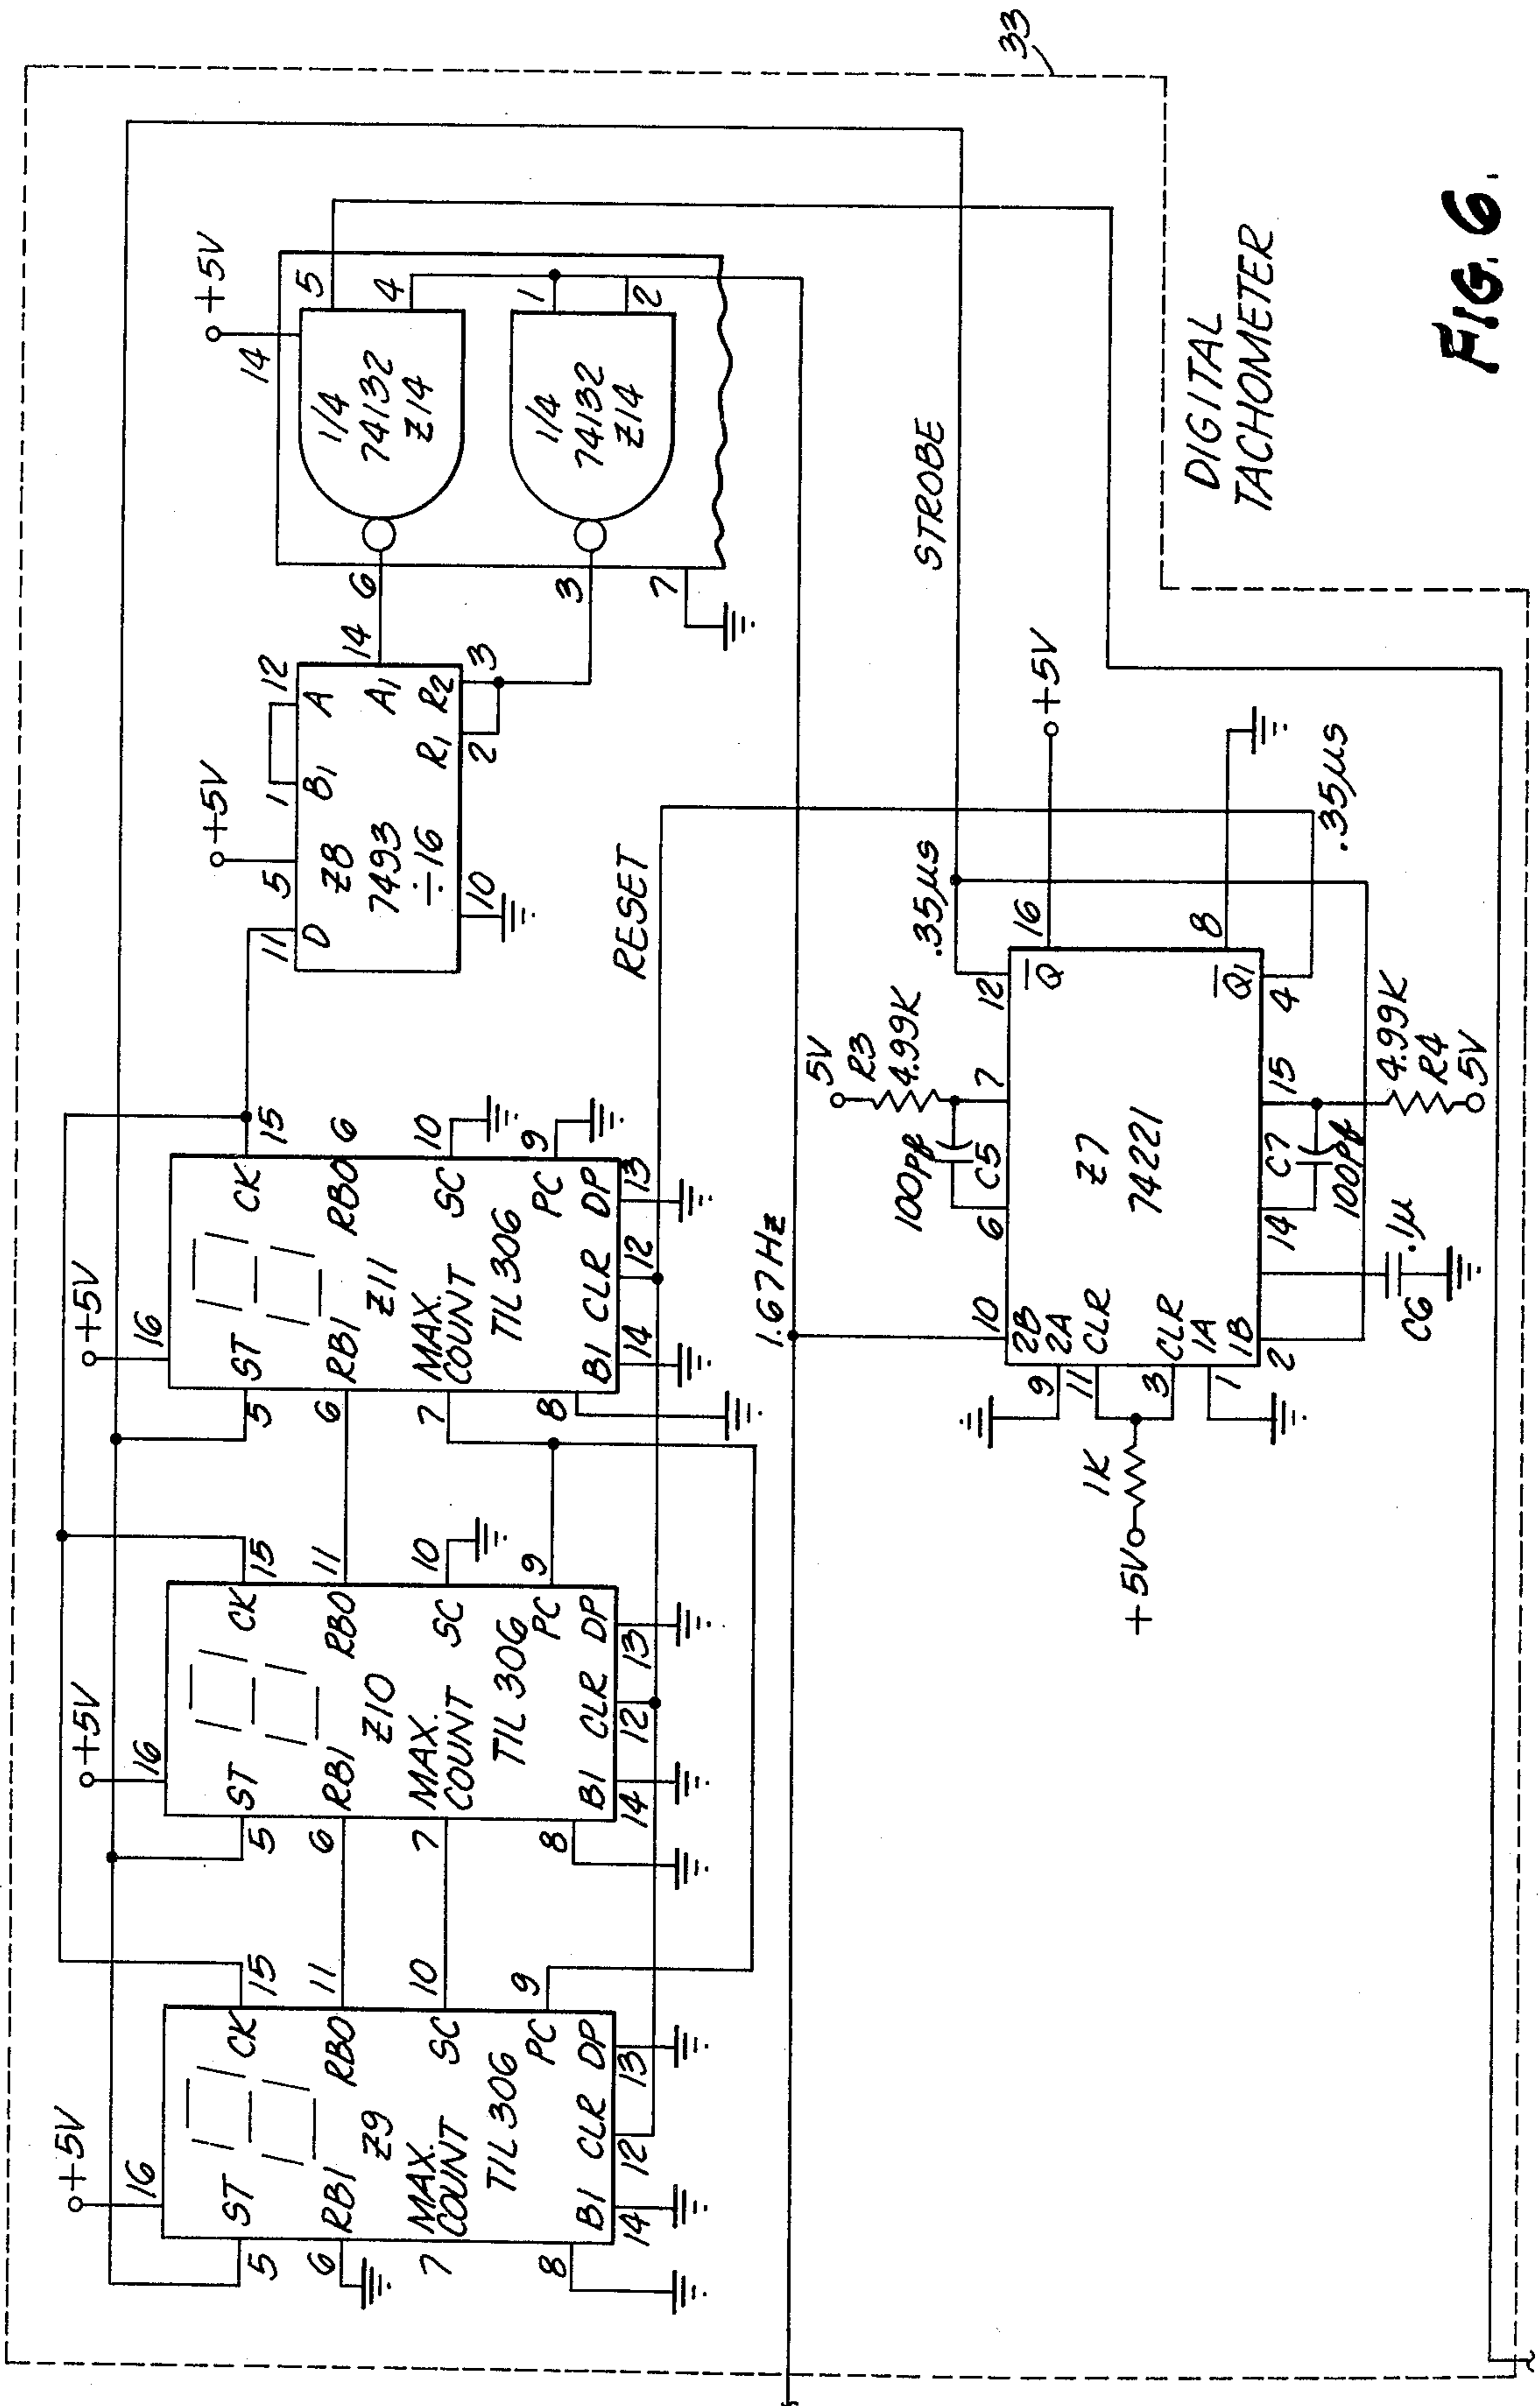 +5V
16
ST
CK
5
15
RBI
RBO
6
11
Z9
MAX.
COUNT
SC
7
10
TIL306
PC
9
8
BI
CLR
DP
14
12
13
+5V
16
ST
CK
5
15
RBI
RBO
6
11
Z10
MAX.
COUNT
SC
7
10
TIL306
PC
9
8
BI
CLR
DP
14
12
13
+5V
16
ST
CK
5
15
RBI
RBO
6
6
Z11
MAX.
COUNT
SC
7
10
TIL306
PC
9
8
BI
CLR
DP
14
12
13
+5V
11
5
1
12
D
B1
A
Z8
7493
÷16
A1
14
R1
R2
10
2
3
RESET
+5V
14
6
5
1/4
74132
Z14
4
3
1
1/4
74132
Z14
2
7
1.67Hz
STROBE
5V
R3
4.99K
.35µs
100Pf
C5
10
6
7
12
2B
Q
9
2A
16
+5V
11
CLR
Z7
74221
1K
+5V
3
CLR
1
1A
8
1B
Q1
2
14
15
4
C7
100Pf
4.99K
R4
5V
.35µs
C6
.1µ
DIGITAL
TACHOMETER
33
FIG. 6.